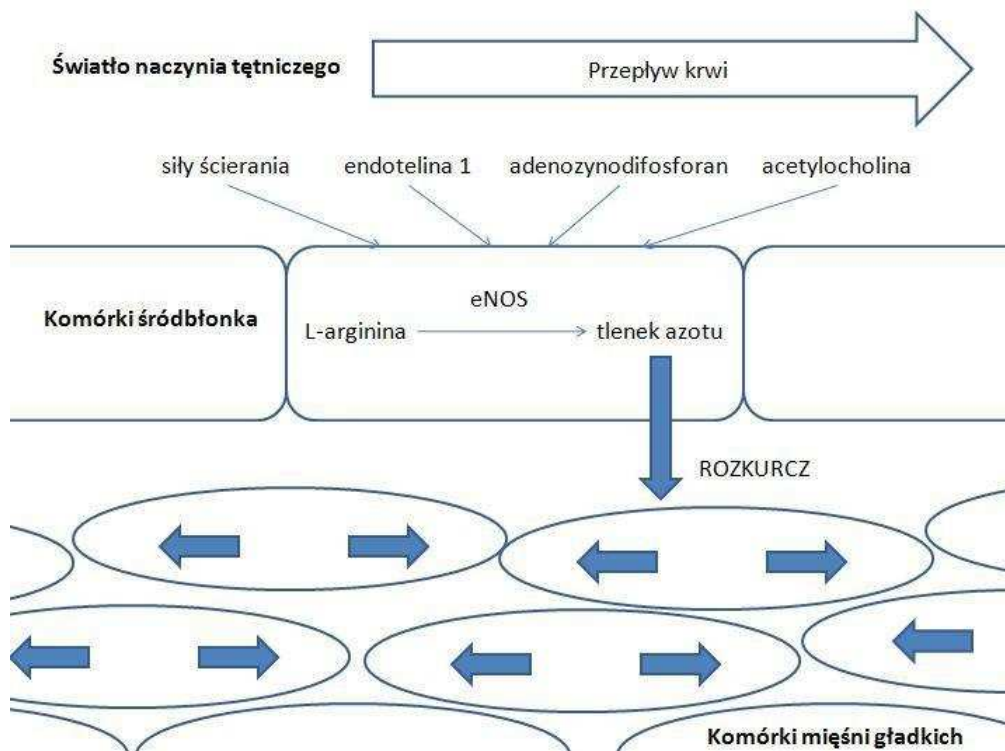 Światło naczynia tętniczego
Przepływ krwi
siły ścierania
endotelina 1
adenozynodifosforan
acetylocholina
Komórki śródbłonka
eNOS
L-arginina
tlenek azotu
ROZKURCZ
Komórki mięśni gładkich